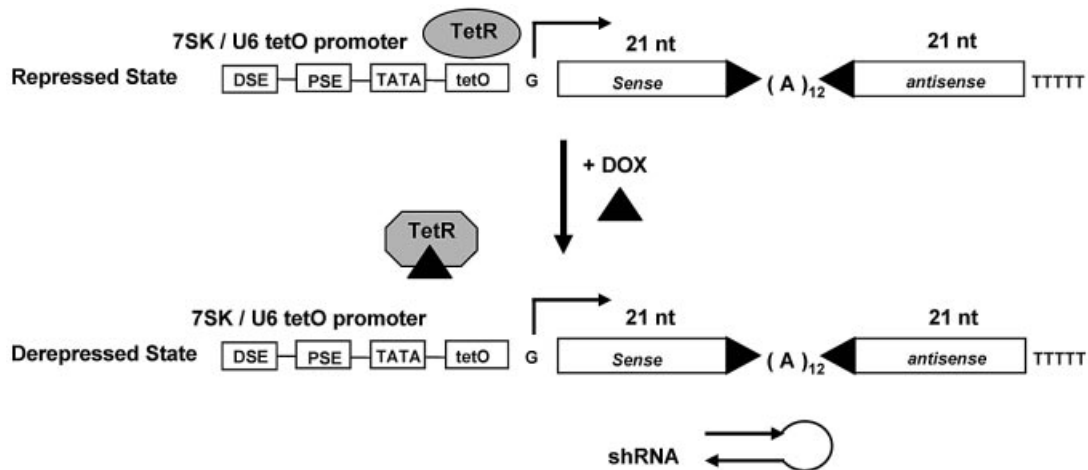 TetR
7SK / U6 tetO promoter
21 nt 21 nt
Repressed State DSE PSE TATA tetO G Sense ( A )12 antisense TTTTT
+ DOX
TetR
7SK / U6 tetO promoter
21 nt 21 nt
Derepressed State DSE PSE TATA tetO G Sense ( A )12 antisense TTTTT
shRNA